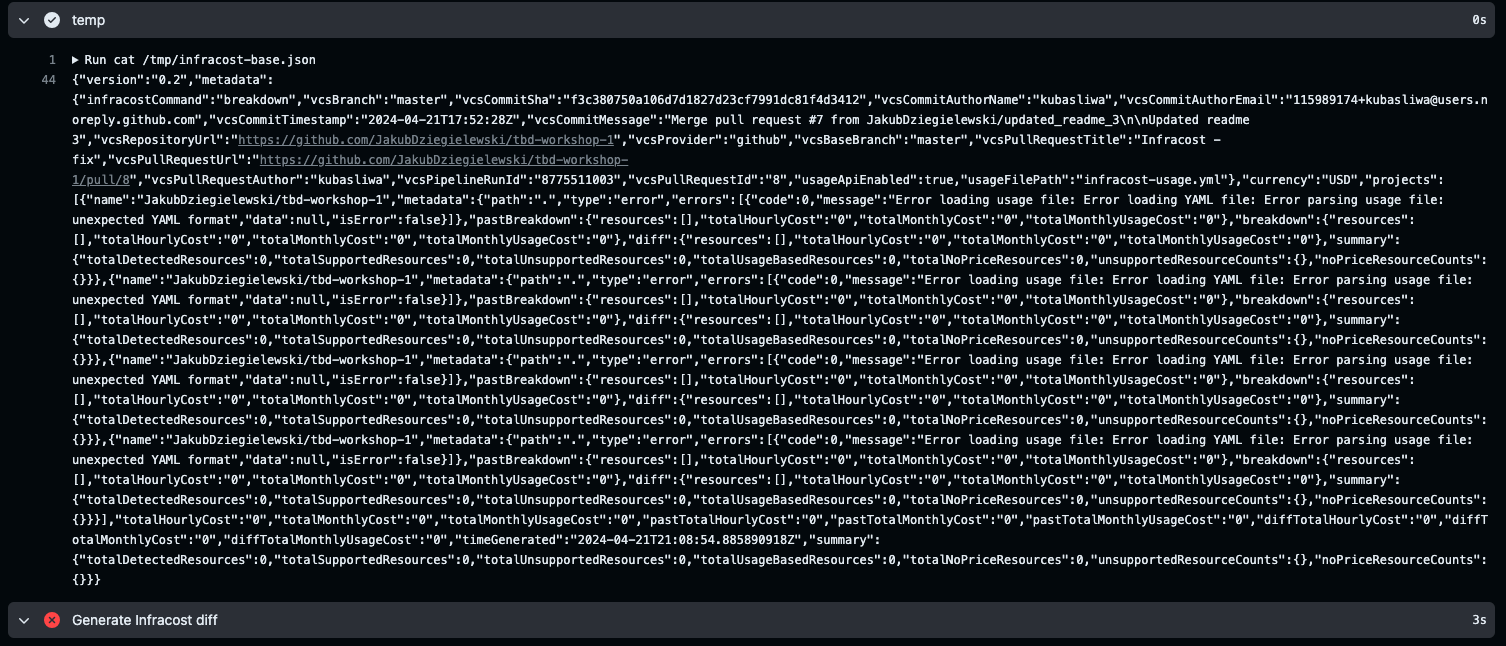 temp 0s
1 Run cat /tmp/infracost-base.json
44 {"version":"0.2","metadata":
{"infracostCommand":"breakdown","vcsBranch":"master","vcsCommitSha":"f3c380750a106d7d1827d23cf7991dc81f4d3412","vcsCommitAuthorName":"kubasliwa","vcsCommitAuthorEmail":"115989174+kubasliwa@users.n
oreply.github.com","vcsCommitTimestamp":"2024-04-21T17:52:28Z","vcsCommitMessage":"Merge pull request #7 from JakubDziegielewski/updated_readme_3\n\nUpdated readme
3","vcsRepositoryUrl":"https://github.com/JakubDziegielewski/tbd-workshop-1","vcsProvider":"github","vcsBaseBranch":"master","vcsPullRequestTitle":"Infracost -
fix","vcsPullRequestUrl":"https://github.com/JakubDziegielewski/tbd-workshop-
1/pull/8","vcsPullRequestAuthor":"kubasliwa","vcsPipelineRunId":"8775511003","vcsPullRequestId":"8","usageApiEnabled":true,"usageFilePath":"infracost-usage.yml"},"currency":"USD","projects":
[{"name":"JakubDziegielewski/tbd-workshop-1","metadata":{"path":".","type":"error","errors":[{"code":0,"message":"Error loading usage file: Error loading YAML file: Error parsing usage file:
unexpected YAML format","data":null,"isError":false}]},"pastBreakdown":{"resources":[],"totalHourlyCost":"0","totalMonthlyCost":"0","totalMonthlyUsageCost":"0"},"breakdown":{"resources":
[],"totalHourlyCost":"0","totalMonthlyCost":"0","totalMonthlyUsageCost":"0"},"diff":{"resources":[],"totalHourlyCost":"0","totalMonthlyCost":"0","totalMonthlyUsageCost":"0"},"summary":
{"totalDetectedResources":0,"totalSupportedResources":0,"totalUnsupportedResources":0,"totalUsageBasedResources":0,"totalNoPriceResources":0,"unsupportedResourceCounts":{},"noPriceResourceCounts":
{}}},{"name":"JakubDziegielewski/tbd-workshop-1","metadata":{"path":".","type":"error","errors":[{"code":0,"message":"Error loading usage file: Error loading YAML file: Error parsing usage file:
unexpected YAML format","data":null,"isError":false}]},"pastBreakdown":{"resources":[],"totalHourlyCost":"0","totalMonthlyCost":"0","totalMonthlyUsageCost":"0"},"breakdown":{"resources":
[],"totalHourlyCost":"0","totalMonthlyCost":"0","totalMonthlyUsageCost":"0"},"diff":{"resources":[],"totalHourlyCost":"0","totalMonthlyCost":"0","totalMonthlyUsageCost":"0"},"summary":
{"totalDetectedResources":0,"totalSupportedResources":0,"totalUnsupportedResources":0,"totalUsageBasedResources":0,"totalNoPriceResources":0,"unsupportedResourceCounts":{},"noPriceResourceCounts":
{}}},{"name":"JakubDziegielewski/tbd-workshop-1","metadata":{"path":".","type":"error","errors":[{"code":0,"message":"Error loading usage file: Error loading YAML file: Error parsing usage file:
unexpected YAML format","data":null,"isError":false}]},"pastBreakdown":{"resources":[],"totalHourlyCost":"0","totalMonthlyCost":"0","totalMonthlyUsageCost":"0"},"breakdown":{"resources":
[],"totalHourlyCost":"0","totalMonthlyCost":"0","totalMonthlyUsageCost":"0"},"diff":{"resources":[],"totalHourlyCost":"0","totalMonthlyCost":"0","totalMonthlyUsageCost":"0"},"summary":
{"totalDetectedResources":0,"totalSupportedResources":0,"totalUnsupportedResources":0,"totalUsageBasedResources":0,"totalNoPriceResources":0,"unsupportedResourceCounts":{},"noPriceResourceCounts":
{}}},{"name":"JakubDziegielewski/tbd-workshop-1","metadata":{"path":".","type":"error","errors":[{"code":0,"message":"Error loading usage file: Error loading YAML file: Error parsing usage file:
unexpected YAML format","data":null,"isError":false}]},"pastBreakdown":{"resources":[],"totalHourlyCost":"0","totalMonthlyCost":"0","totalMonthlyUsageCost":"0"},"breakdown":{"resources":
[],"totalHourlyCost":"0","totalMonthlyCost":"0","totalMonthlyUsageCost":"0"},"diff":{"resources":[],"totalHourlyCost":"0","totalMonthlyCost":"0","totalMonthlyUsageCost":"0"},"summary":
{"totalDetectedResources":0,"totalSupportedResources":0,"totalUnsupportedResources":0,"totalUsageBasedResources":0,"totalNoPriceResources":0,"unsupportedResourceCounts":{},"noPriceResourceCounts":
{}}}],"totalHourlyCost":"0","totalMonthlyCost":"0","totalMonthlyUsageCost":"0","pastTotalHourlyCost":"0","pastTotalMonthlyCost":"0","pastTotalMonthlyUsageCost":"0","diffTotalHourlyCost":"0","diffT
otalMonthlyCost":"0","diffTotalMonthlyUsageCost":"0","timeGenerated":"2024-04-21T21:08:54.885890918Z","summary":
{"totalDetectedResources":0,"totalSupportedResources":0,"totalUnsupportedResources":0,"totalUsageBasedResources":0,"totalNoPriceResources":0,"unsupportedResourceCounts":{},"noPriceResourceCounts":
{}}}
Generate Infracost diff 3s